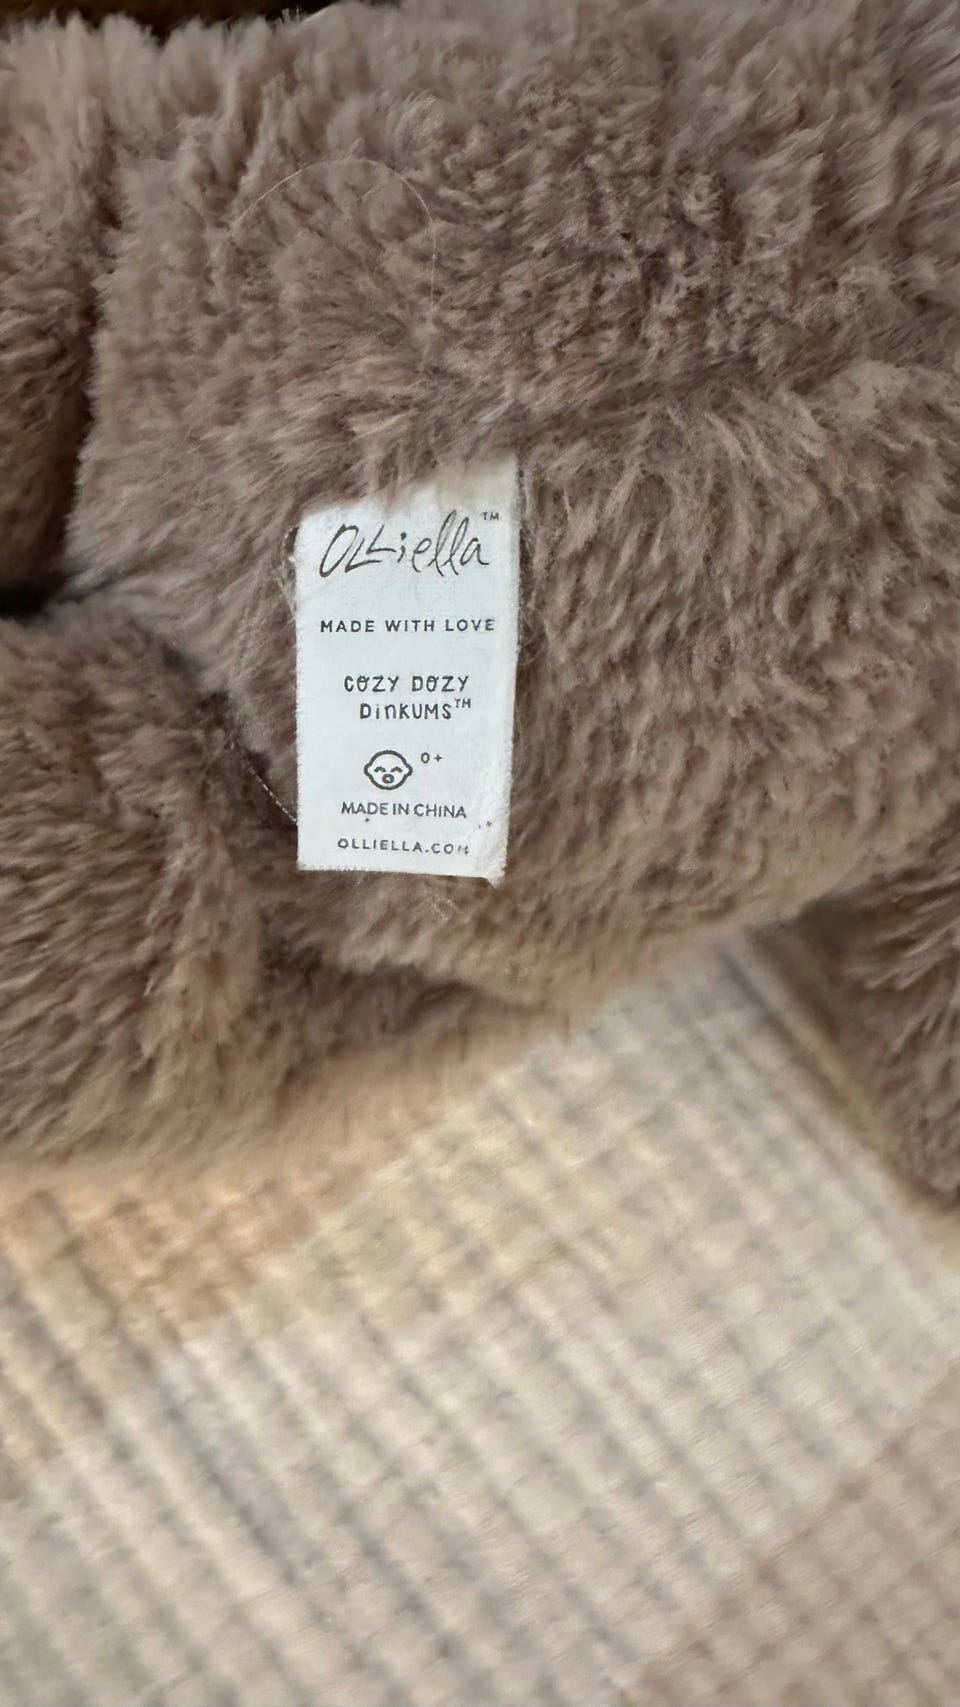 OLLiella™
MADE WITH LOVE
COZY DOZY
DinKUMS™
0+
MADE IN CHINA
OLLIELLA.COM